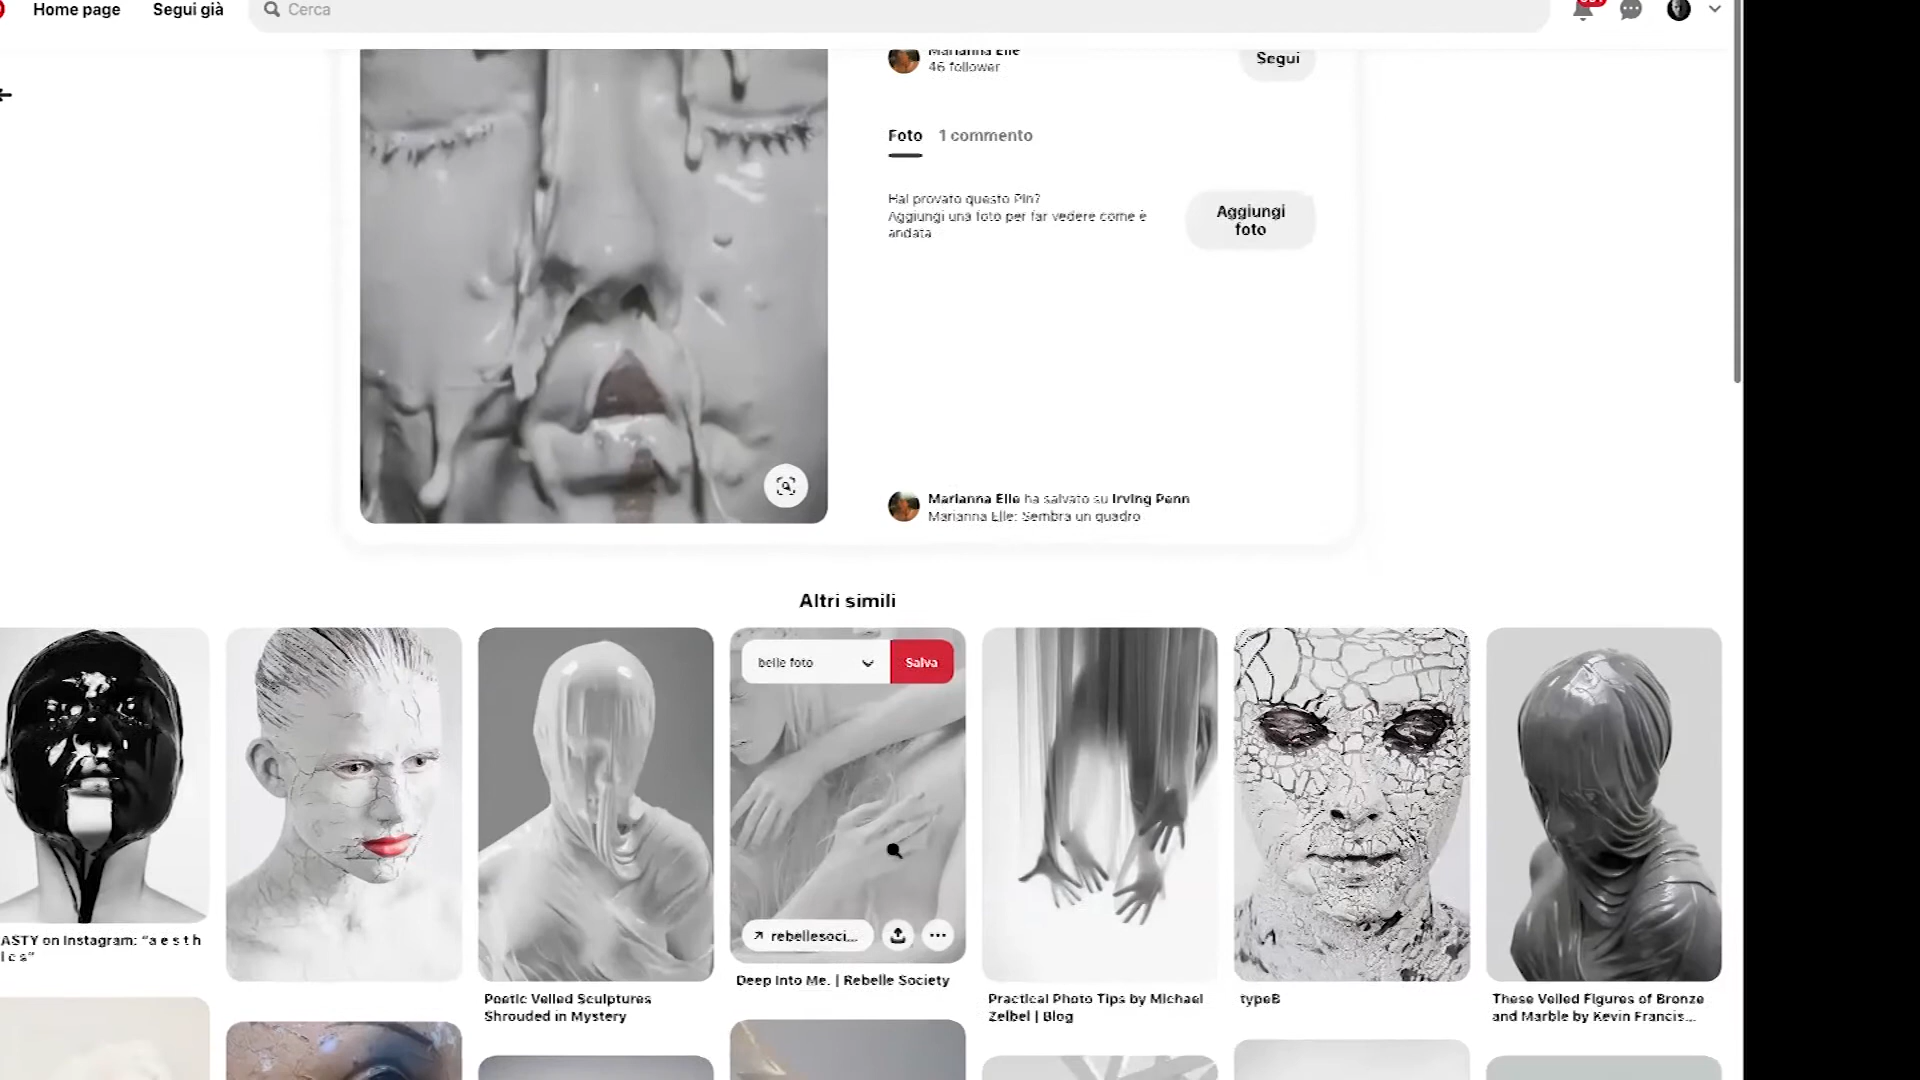 Home page
Segui già
Cerca
Marianna Elle
46 follower
Segui
Foto
1 commento
Hai provato questo Pin?
Aggiungi una foto per far vedere come è
andata
Aggiungi
foto
Marianna Elle ha salvato su Irving Penn
Marianna Elle: Sembra un quadro
Altri simili
belle foto
Salva
rebellesoci...
ASTY on Instagram: “a e s t h
Deep Into Me. | Rebelle Society
Poetic Veiled Sculptures
Shrouded in Mystery
Practical Photo Tips by Michael
Zelbel | Blog
typeB
These Veiled Figures of Bronze
and Marble by Kevin Francis...